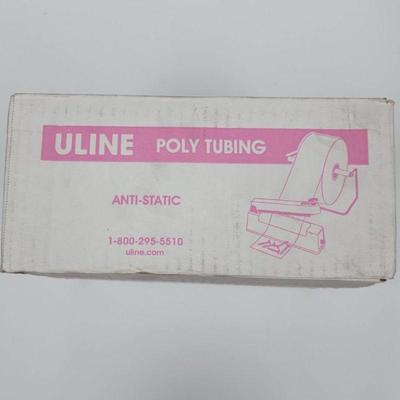 ULINE POLY TUBING
ANTI-STATIC
1-800-295-5510
uline.com